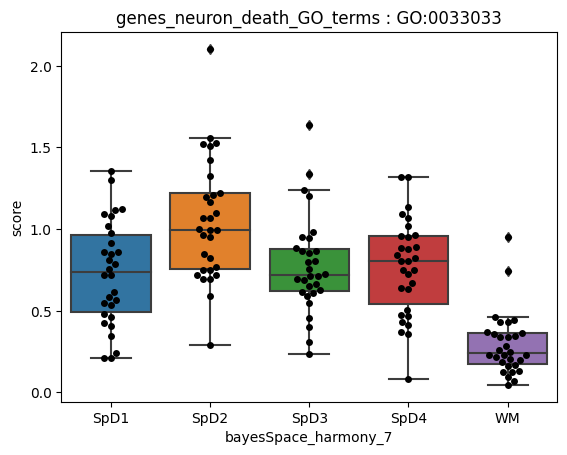 genes_neuron_death_GO_terms : GO:0033033
score
2.0
1.5
1.0
0.5
0.0
SpD1 SpD2 SpD3 SpD4 WM
bayesSpace_harmony_7